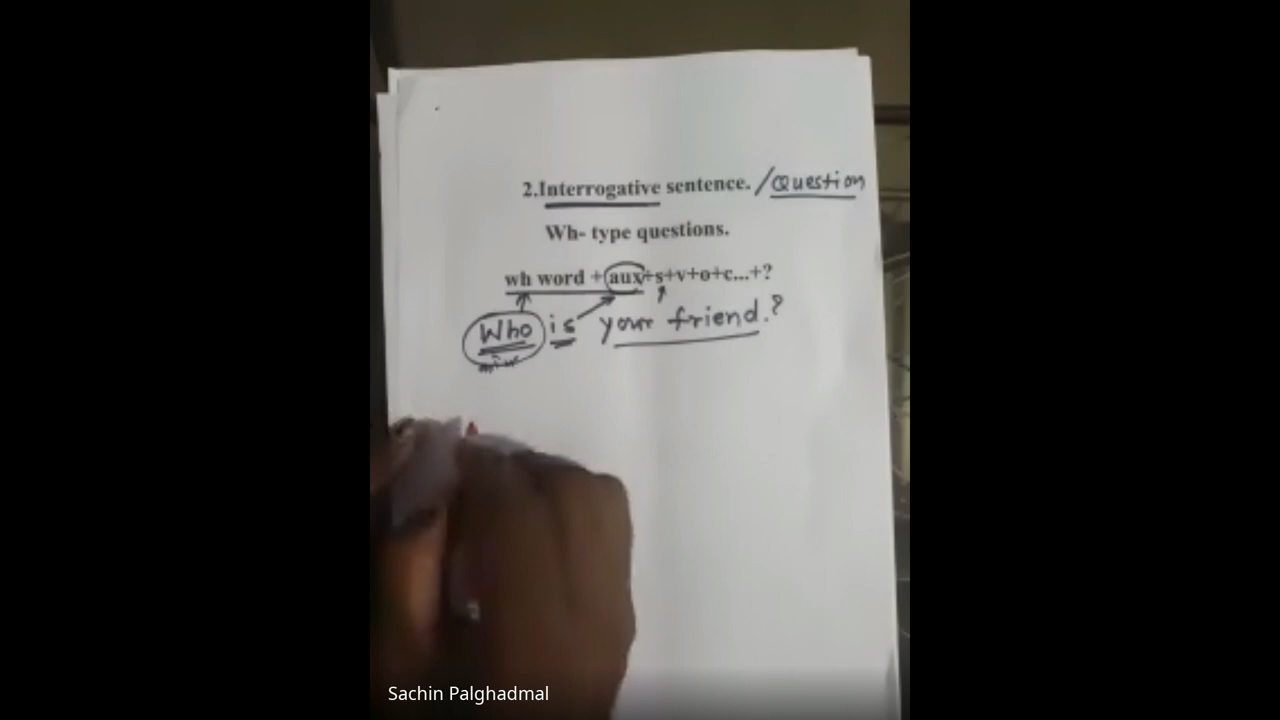 2.Interrogative sentence. /Question
Wh- type questions.
wh word +aux+s+v+o+c...+?
Who is your friend.?
Sachin Palghadmal